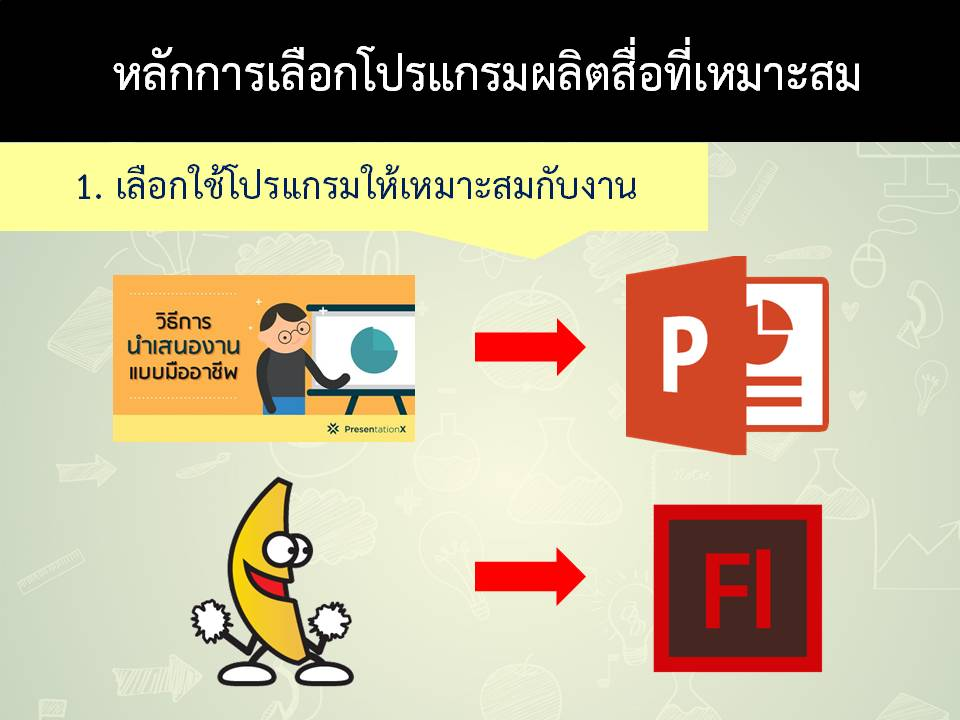 หลักการเลือกโปรแกรมผลิตสื่อที่เหมาะสม
1. เลือกใช้โปรแกรมให้เหมาะสมกับงาน
วิธีการ
นำเสนองาน
แบบมืออาชีพ
PresentationX
P
Fl